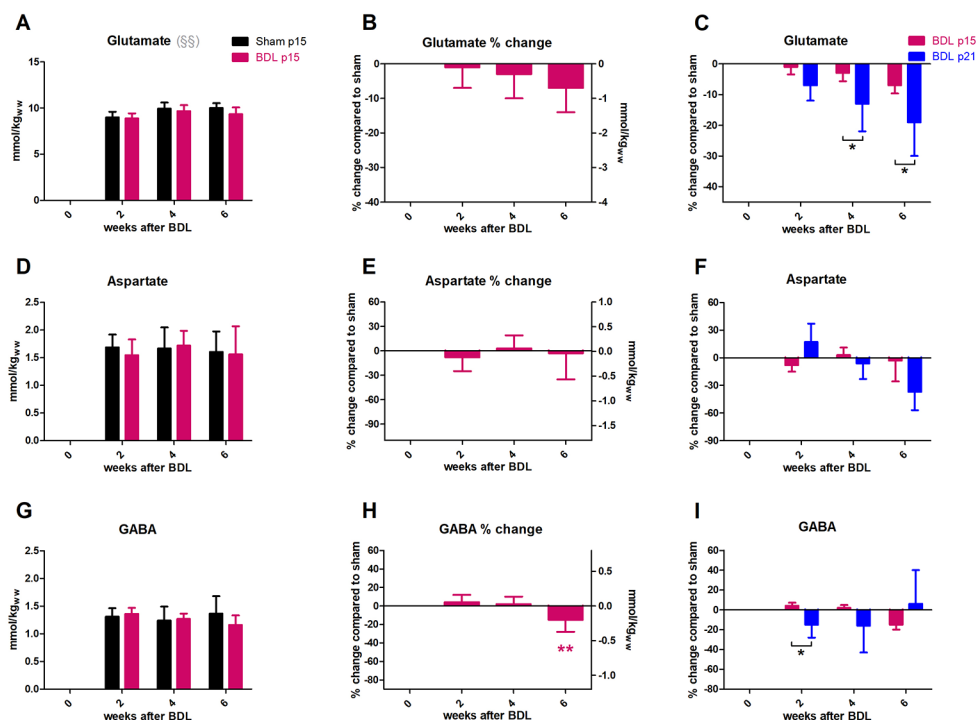 A
Glutamate (§§)
Sham p15
BDL p15
mmol/kgww
15
10
5
0
0
2
4
6
weeks after BDL
B
Glutamate % change
% change compared to sham
0
-10
-20
-30
-40
0
-1
-2
-3
-4
mmol/kgww
0
2
4
6
weeks after BDL
C
Glutamate
BDL p15
BDL p21
% change compared to sham
0
-10
-20
-30
-40
*
*
0
2
4
6
weeks after BDL
D
Aspartate
mmol/kgww
2.5
2.0
1.5
1.0
0.5
0.0
0
2
4
6
weeks after BDL
E
Aspartate % change
% change compared to sham
60
30
0
-30
-60
-90
1.0
0.5
0.0
-0.5
-1.0
-1.5
mmol/kgww
0
2
4
6
weeks after BDL
F
Aspartate
% change compared to sham
60
30
0
-30
-60
-90
0
2
4
6
weeks after BDL
G
GABA
mmol/kgww
2.5
2.0
1.5
1.0
0.5
0.0
0
2
4
6
weeks after BDL
H
GABA % change
% change compared to sham
60
40
20
0
-20
-40
-60
-80
0.5
0.0
-0.5
-1.0
mmol/kgww
**
0
2
4
6
weeks after BDL
I
GABA
% change compared to sham
60
40
20
0
-20
-40
-60
-80
*
0
2
4
6
weeks after BDL